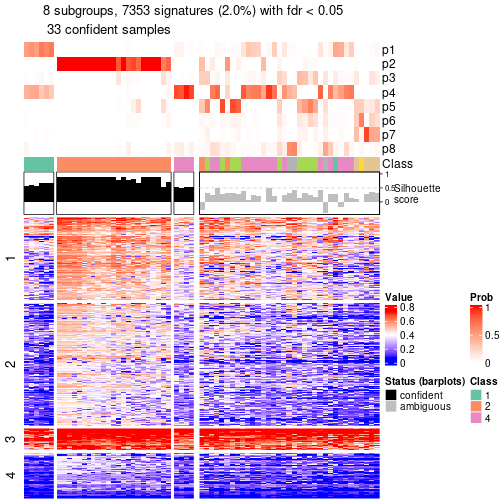 8 subgroups, 7353 signatures (2.0%) with fdr < 0.05
33 confident samples
p1
p2
p3
p4
p5
p6
p7
p8
Class
1
0.5
0
Silhouette
score
1
2
3
4
Value
0.8
0.6
0.4
0.2
0
Prob
1
0.5
0
Status (barplots)
confident
ambiguous
Class
1
2
4